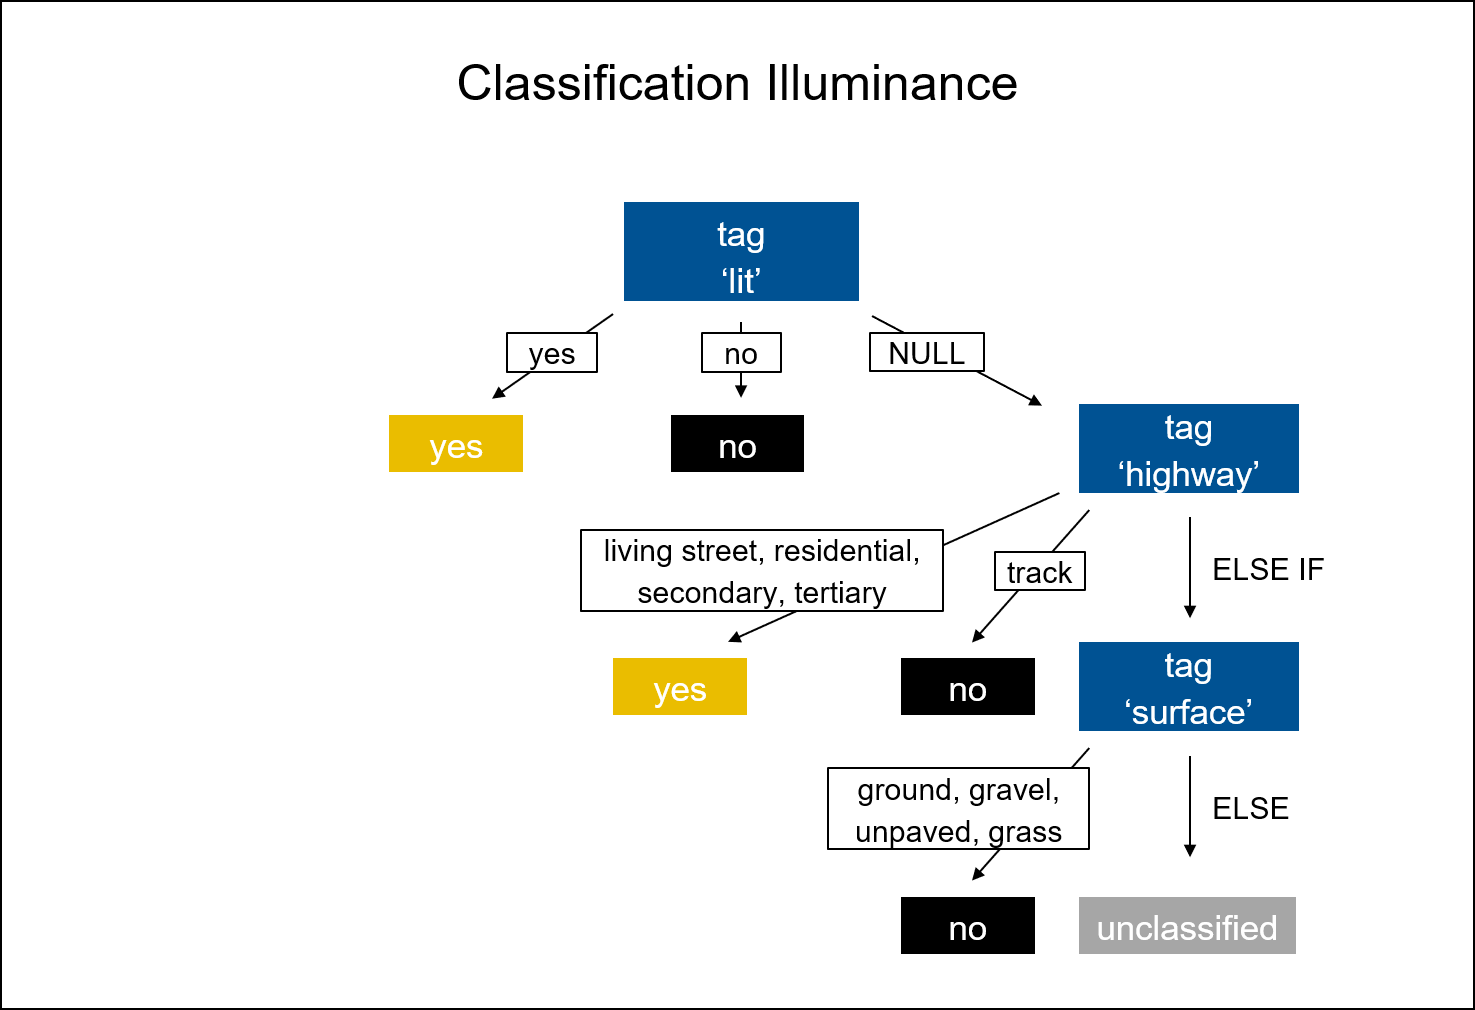 Classification Illuminance
tag
‘lit’
yes
no
NULL
yes
no
tag
‘highway’
living street, residential,
secondary, tertiary
track
ELSE IF
yes
no
tag
‘surface’
ground, gravel,
unpaved, grass
ELSE
no
unclassified